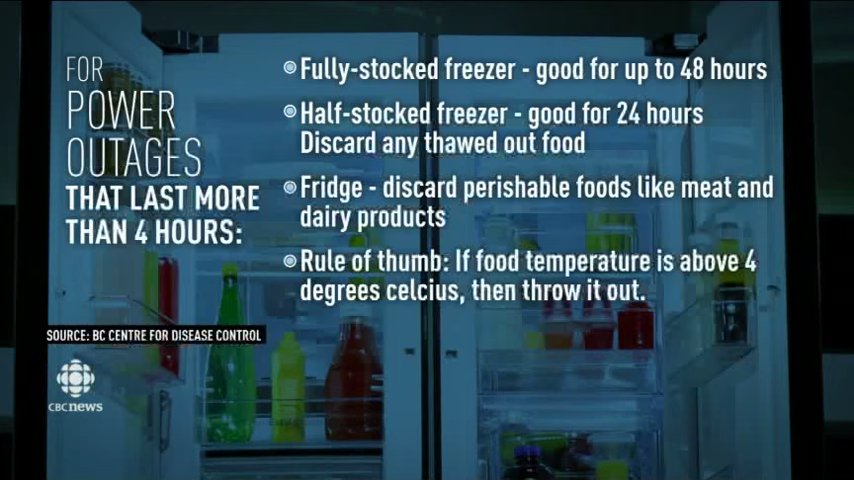 FOR
POWER
OUTAGES
THAT LAST MORE
THAN 4 HOURS:
Fully-stocked freezer - good for up to 48 hours
Half-stocked freezer - good for 24 hours
Discard any thawed out food
Fridge - discard perishable foods like meat and
dairy products
Rule of thumb: If food temperature is above 4
degrees celcius, then throw it out.
SOURCE: BC CENTRE FOR DISEASE CONTROL
CBC news